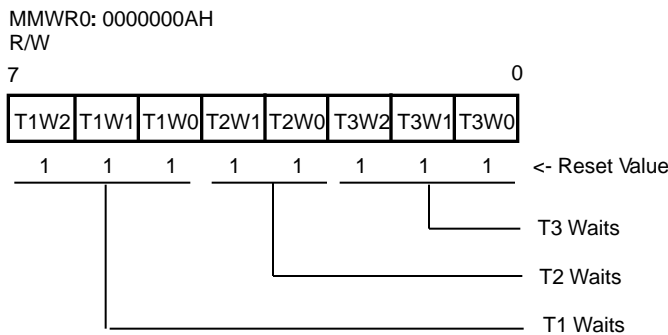 MMWR0: 0000000AH
R/W
7 0
T1W2 T1W1 T1W0 T2W1 T2W0 T3W2 T3W1 T3W0
1 1 1 1 1 1 1 1 <- Reset Value
T3 Waits
T2 Waits
T1 Waits